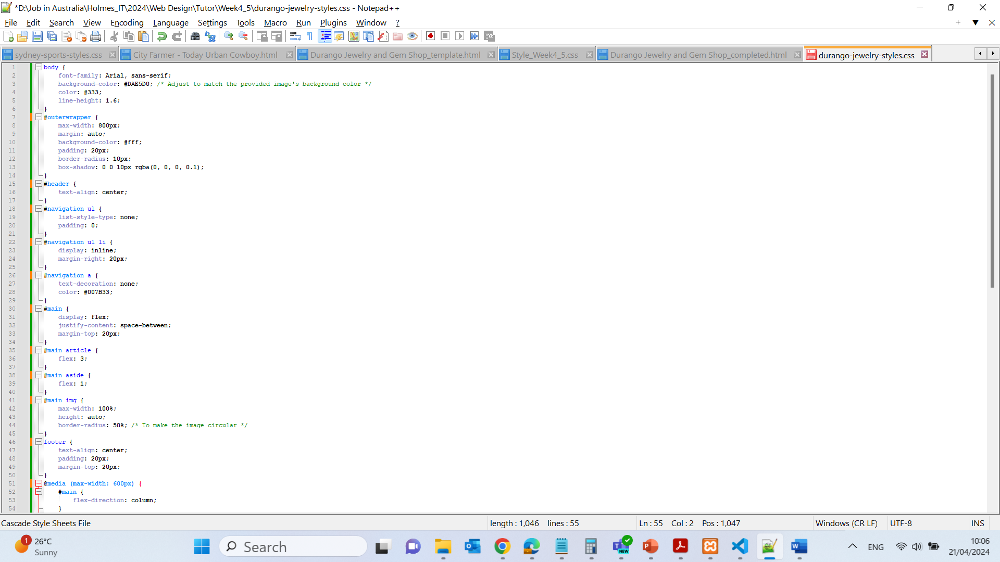 *D:\Job in Australia\Holmes_IT\2024\Web Design\Tutor\Week4_5\durango-jewelry-styles.css - Notepad++
File Edit Search View Encoding Language Settings Tools Macro Run Plugins Window ?
sydney-sports-styles.css City Farmer - Today Urban Cowboy.html Durango Jewelry and Gem Shop_template.html Style_Week4_5.css Durango Jewelry and Gem Shop_completed.html durango-jewelry-styles.css
1 body {
2 font-family: Arial, sans-serif;
3 background-color: #DAE5D0; /* Adjust to match the provided image's background color */
4 color: #333;
5 line-height: 1.6;
6 }
7 #outerwrapper {
8 max-width: 800px;
9 margin: auto;
10 background-color: #fff;
11 padding: 20px;
12 border-radius: 10px;
13 box-shadow: 0 0 10px rgba(0, 0, 0, 0.1);
14 }
15 #header {
16 text-align: center;
17 }
18 #navigation ul {
19 list-style-type: none;
20 padding: 0;
21 }
22 #navigation ul li {
23 display: inline;
24 margin-right: 20px;
25 }
26 #navigation a {
27 text-decoration: none;
28 color: #007B33;
29 }
30 #main {
31 display: flex;
32 justify-content: space-between;
33 margin-top: 20px;
34 }
35 #main article {
36 flex: 3;
37 }
38 #main aside {
39 flex: 1;
40 }
41 #main img {
42 max-width: 100%;
43 height: auto;
44 border-radius: 50%; /* To make the image circular */
45 }
46 footer {
47 text-align: center;
48 padding: 20px;
49 margin-top: 20px;
50 }
51 @media (max-width: 600px) {
52 #main {
53 flex-direction: column;
54 }
Cascade Style Sheets File length : 1,046 lines : 55 Ln : 55 Col : 2 Pos : 1,047 Windows (CR LF) UTF-8 INS
1 26°C Search NEW ENG 10:06
Sunny 21/04/2024